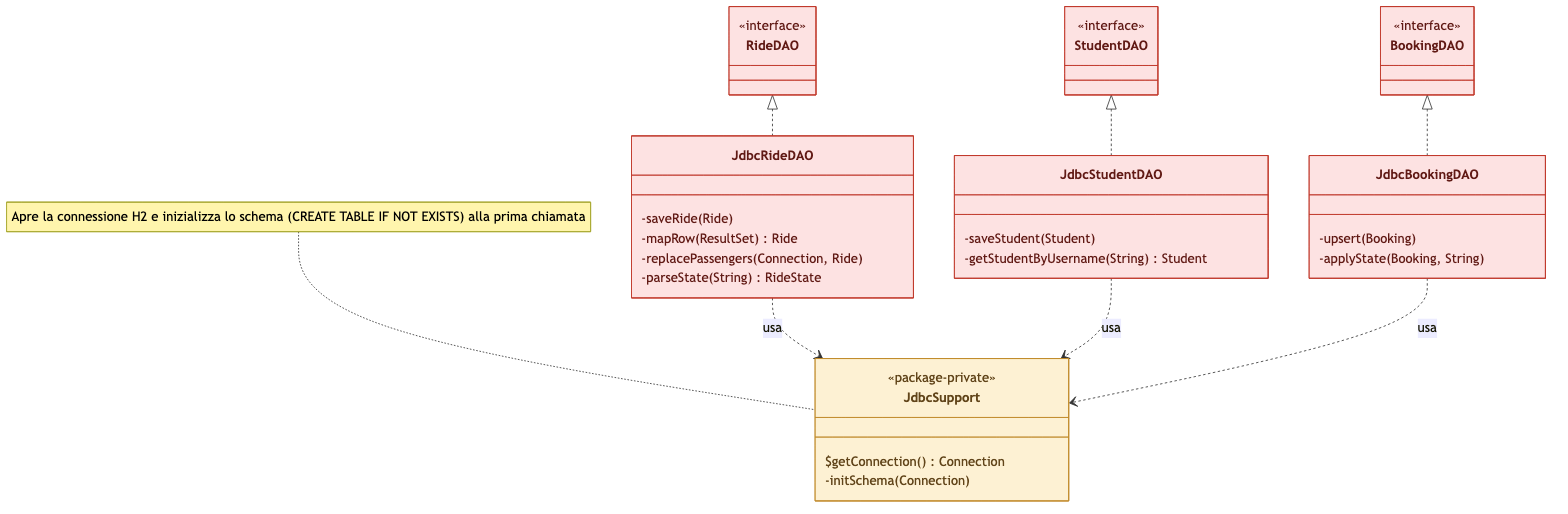 «interface»
RideDAO
«interface»
StudentDAO
«interface»
BookingDAO
JdbcRideDAO
-saveRide(Ride)
-mapRow(ResultSet) : Ride
-replacePassengers(Connection, Ride)
-parseState(String) : RideState
JdbcStudentDAO
-saveStudent(Student)
-getStudentByUsername(String) : Student
JdbcBookingDAO
-upsert(Booking)
-applyState(Booking, String)
Apre la connessione H2 e inizializza lo schema (CREATE TABLE IF NOT EXISTS) alla prima chiamata
usa
usa
usa
«package-private»
JdbcSupport
$getConnection() : Connection
-initSchema(Connection)